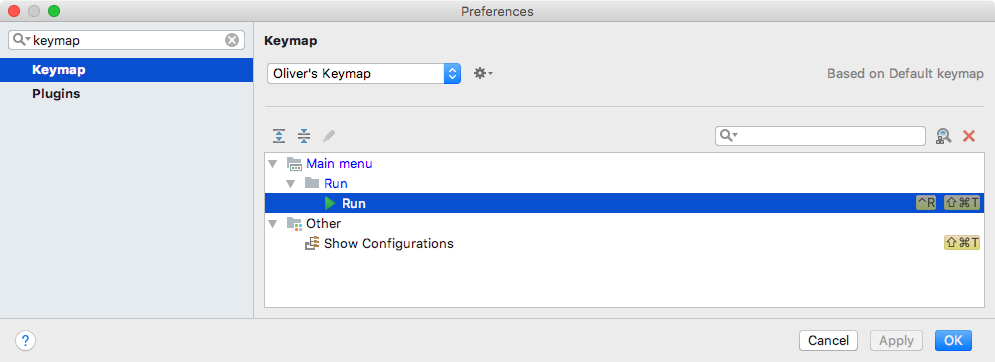 Preferences
keymap
Keymap
Plugins
Keymap
Oliver's Keymap
Based on Default keymap
Main menu
Run
Run ^R ⇧⌘T
Other
Show Configurations ⇧⌘T
?
Cancel Apply OK